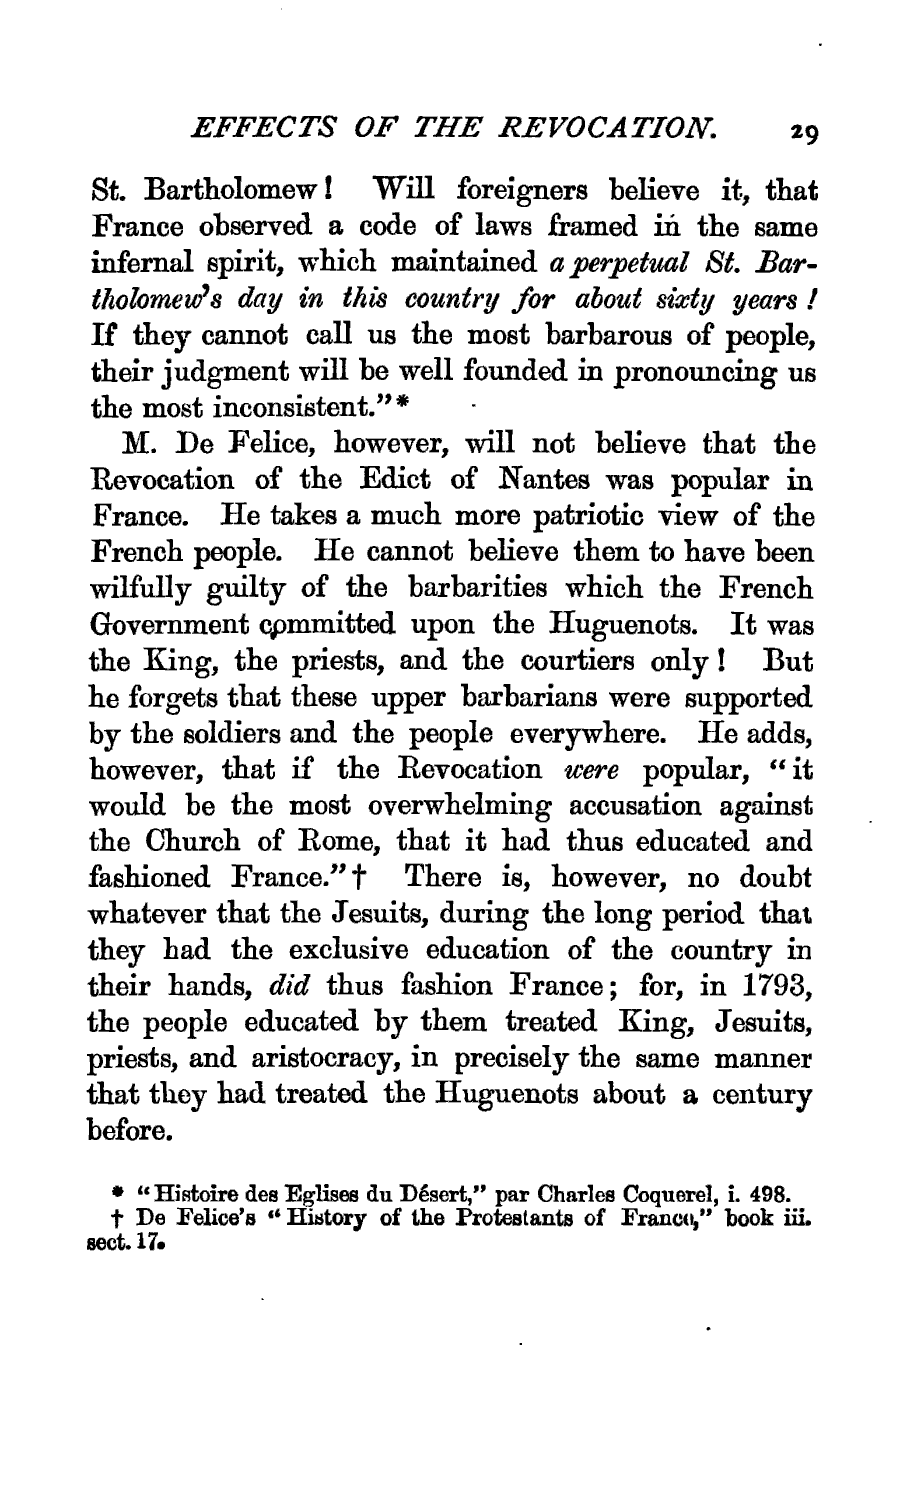 EFFECTS OF THE REVOCATION. 29
St. Bartholomew! Will foreigners believe it, that
France observed a code of laws framed in the same
infernal spirit, which maintained a perpetual St. Bar-
tholomew's day in this country for about sixty years!
If they cannot call us the most barbarous of people,
their judgment will be well founded in pronouncing us
the most inconsistent."*
M. De Felice, however, will not believe that the
Revocation of the Edict of Nantes was popular in
France. He takes a much more patriotic view of the
French people. He cannot believe them to have been
wilfully guilty of the barbarities which the French
Government committed upon the Huguenots. It was
the King, the priests, and the courtiers only! But
he forgets that these upper barbarians were supported
by the soldiers and the people everywhere. He adds,
however, that if the Revocation were popular, "it
would be the most overwhelming accusation against
the Church of Rome, that it had thus educated and
fashioned France."† There is, however, no doubt
whatever that the Jesuits, during the long period that
they had the exclusive education of the country in
their hands, did thus fashion France; for, in 1793,
the people educated by them treated King, Jesuits,
priests, and aristocracy, in precisely the same manner
that they had treated the Huguenots about a century
before.
* "Histoire des Eglises du Désert," par Charles Coquerel, i. 498.
† De Felice's "History of the Protestants of France," book iii.
sect. 17.